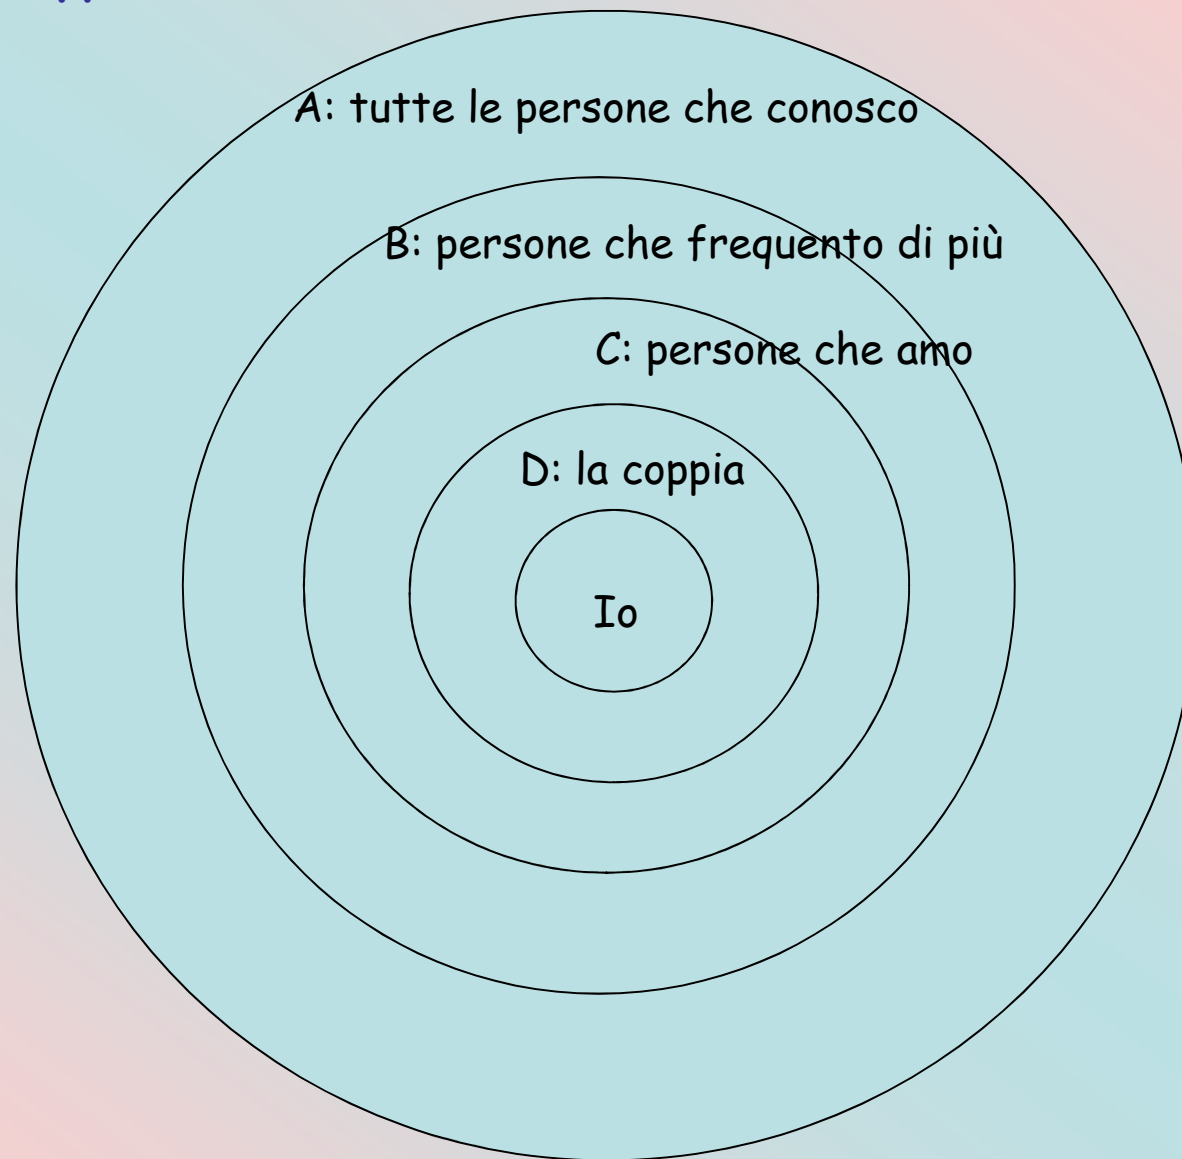 A: tutte le persone che conosco
B: persone che frequento di più
C: persone che amo
D: la coppia
Io